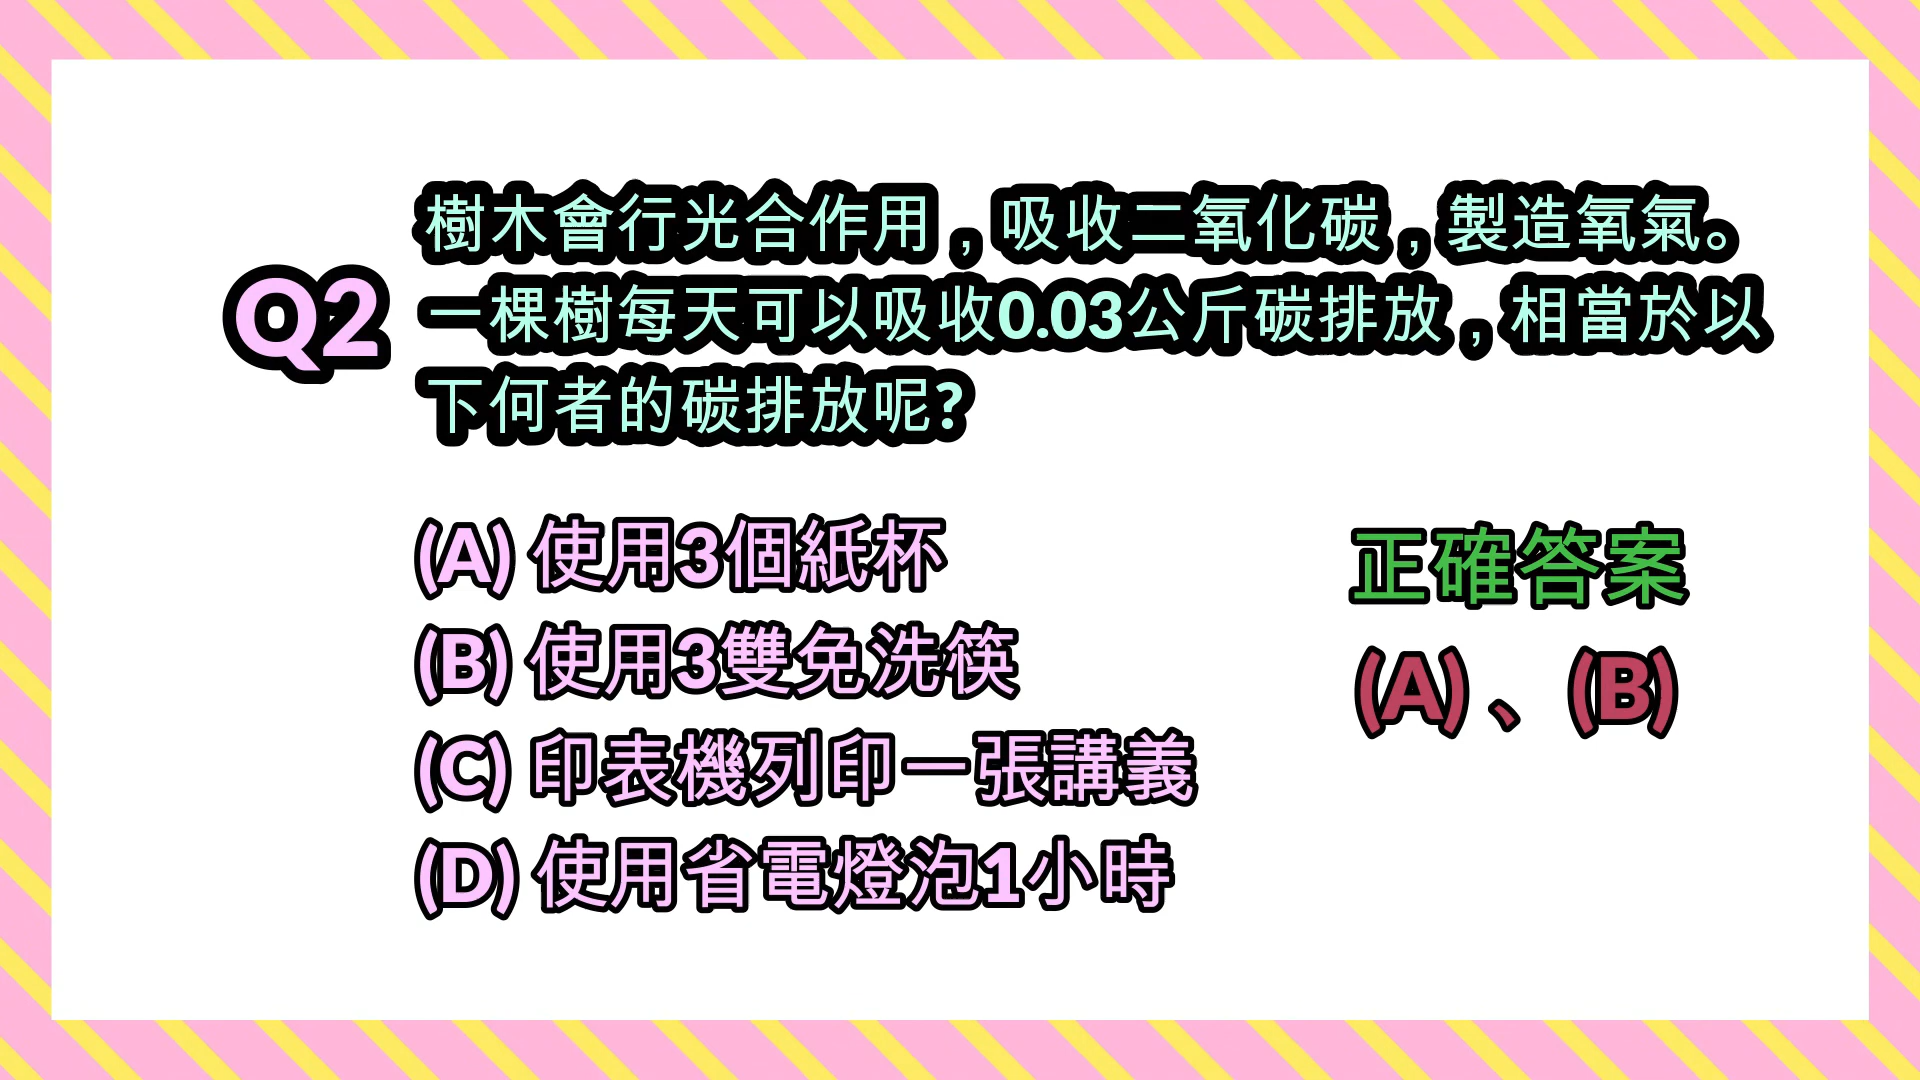 樹木會行光合作用，吸收二氧化碳，製造氧氣。
Q2 一棵樹每天可以吸收0.03公斤碳排放，相當於以
下何者的碳排放呢?
(A) 使用3個紙杯
(B) 使用3雙免洗筷
(C) 印表機列印一張講義
(D) 使用省電燈泡1小時
正確答案
(A)、(B)